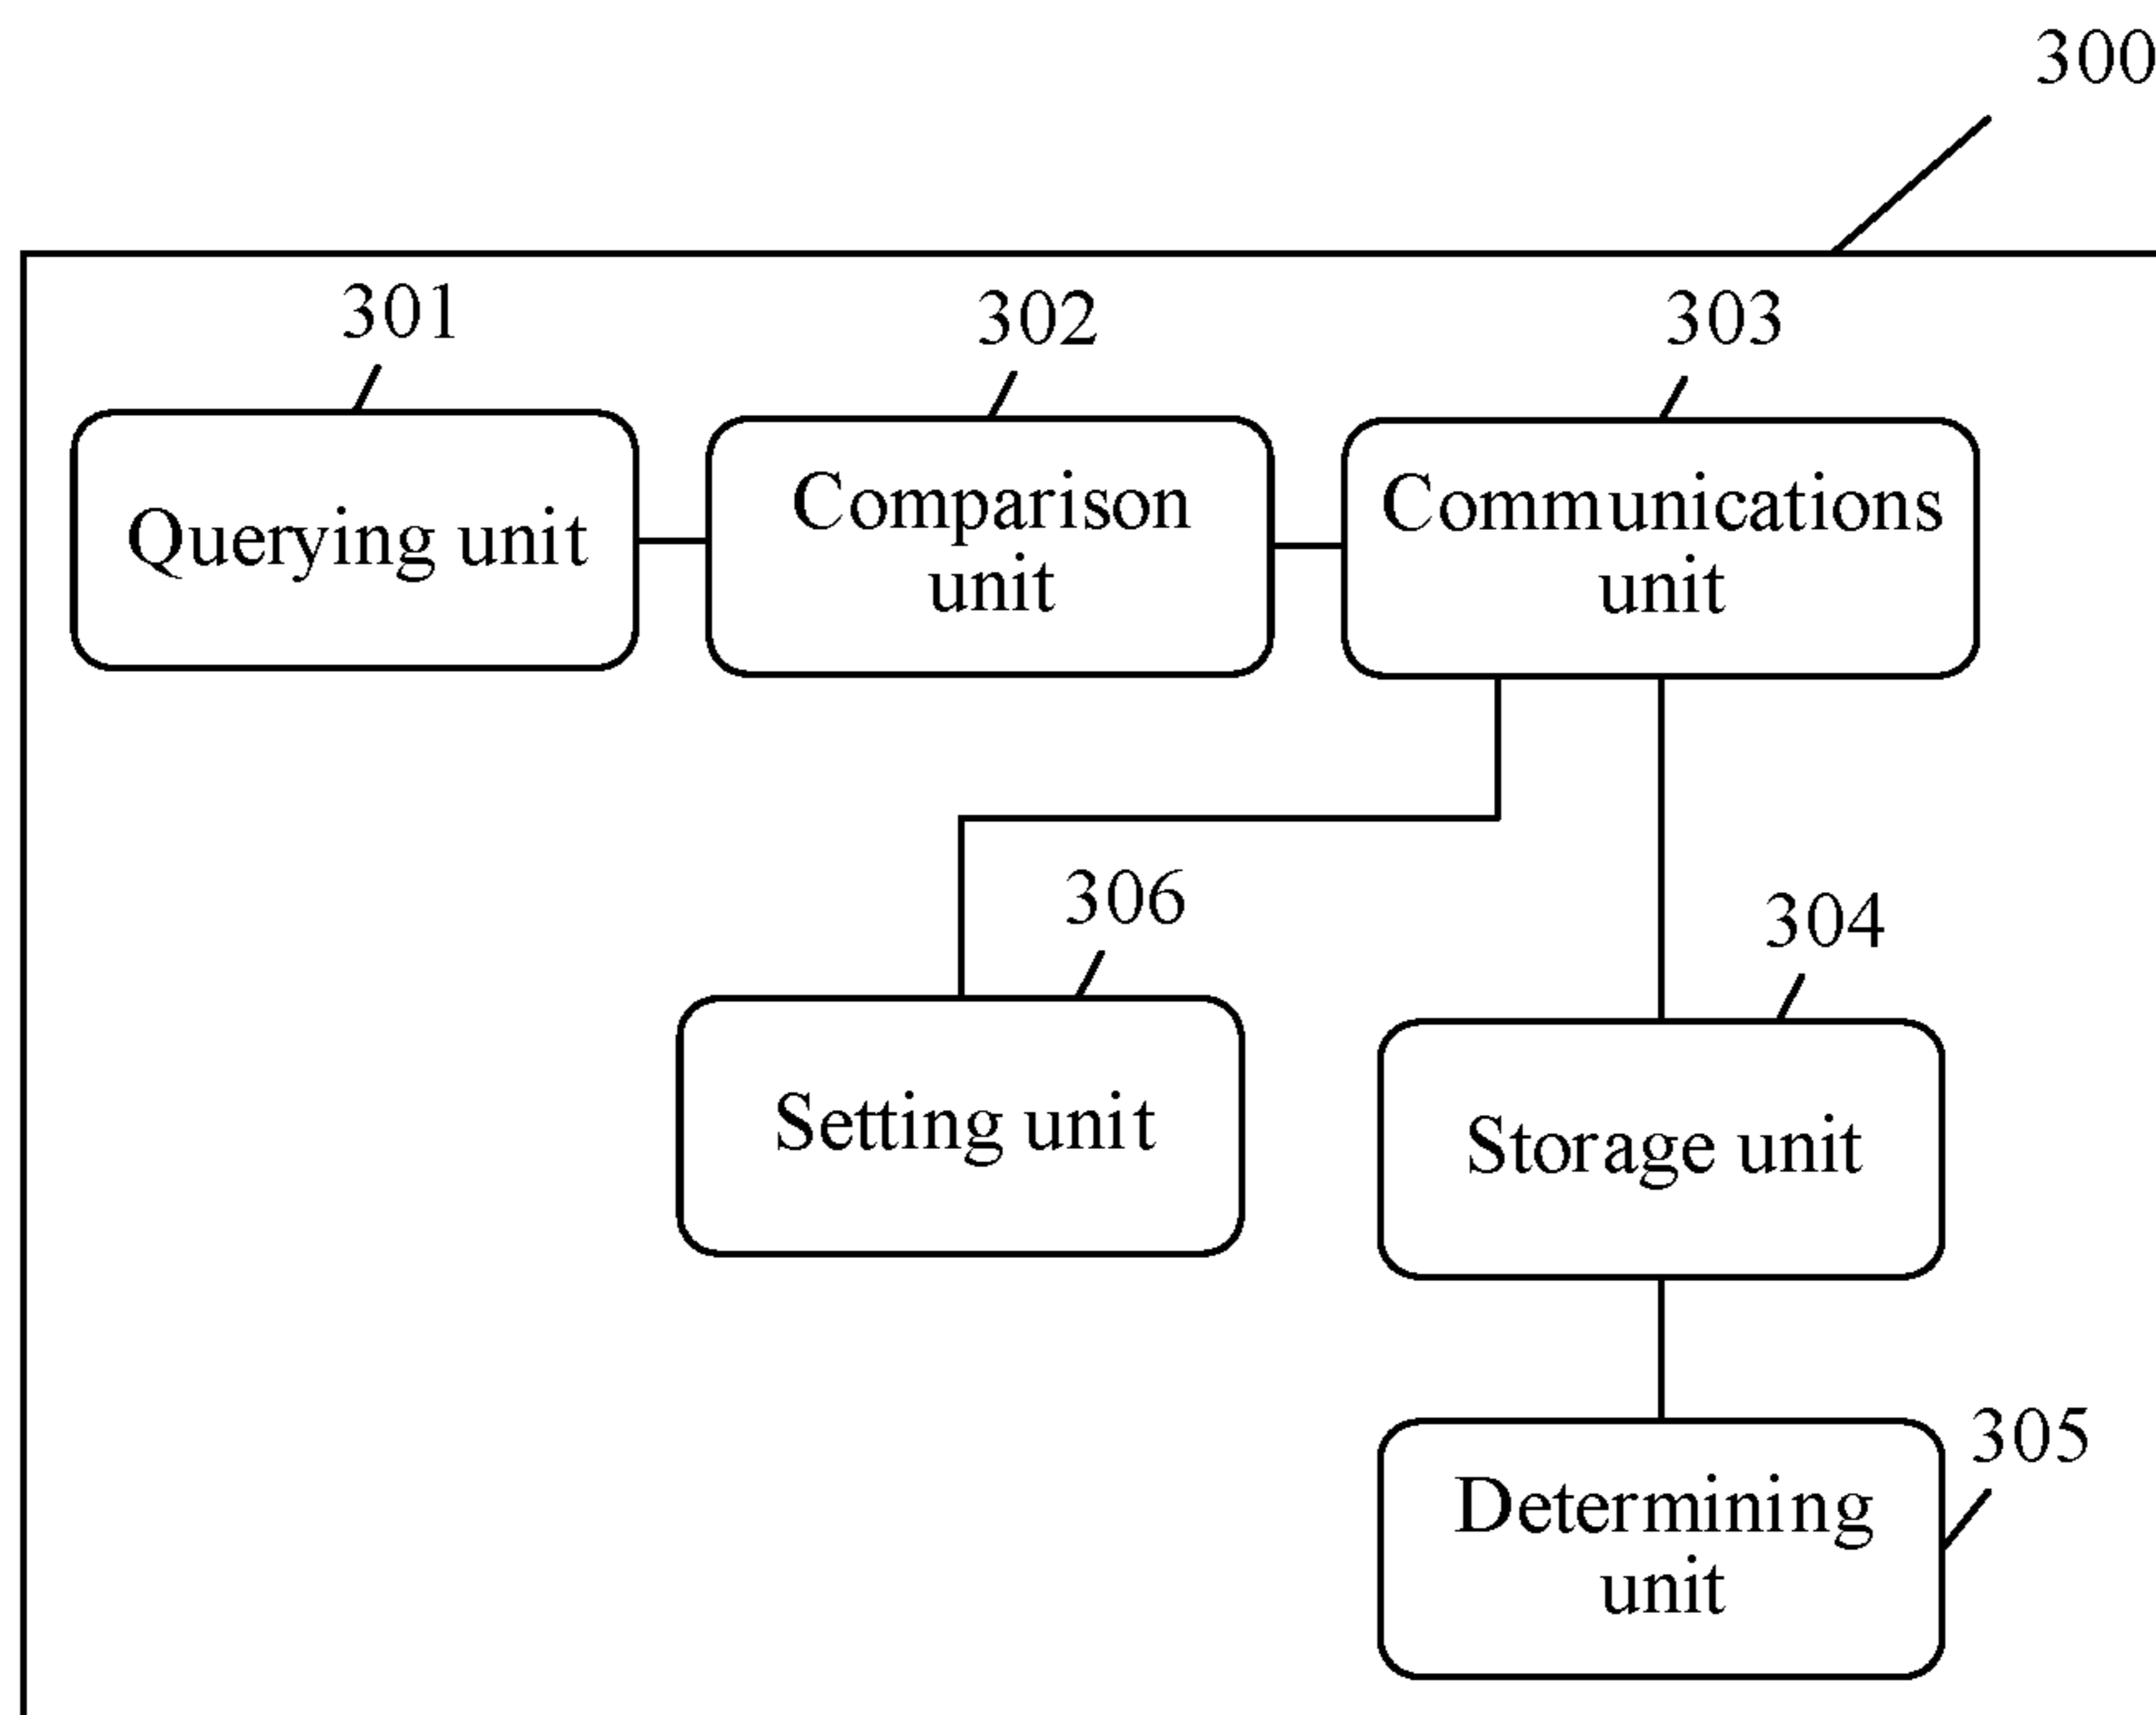 300
301
302
303
Querying unit
Comparison
unit
Communications
unit
306
304
Setting unit
Storage unit
305
Determining
unit